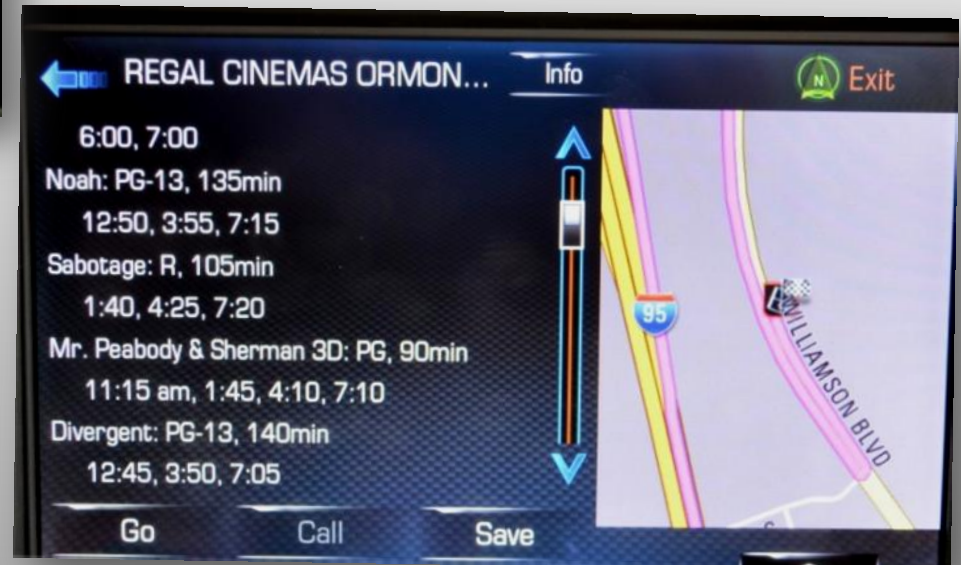 REGAL CINEMAS ORMON...
Info
N
Exit
6:00, 7:00
Noah: PG-13, 135min
12:50, 3:55, 7:15
Sabotage: R, 105min
1:40, 4:25, 7:20
Mr. Peabody & Sherman 3D: PG, 90min
11:15 am, 1:45, 4:10, 7:10
Divergent: PG-13, 140min
12:45, 3:50, 7:05
95
WILLIAMSON BLVD
Go
Call
Save